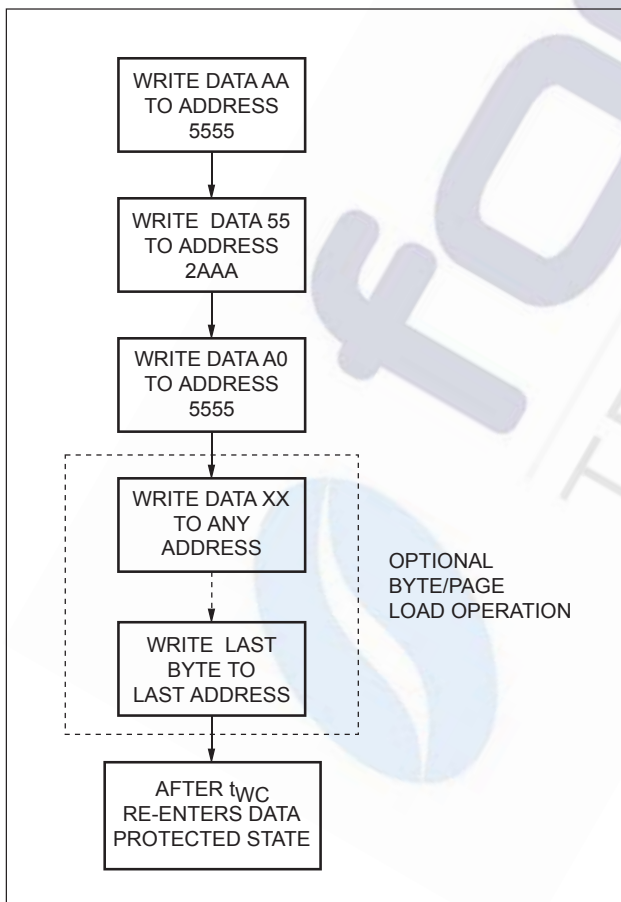 WRITE DATA AA
TO ADDRESS
5555
WRITE DATA 55
TO ADDRESS
2AAA
WRITE DATA A0
TO ADDRESS
5555
WRITE DATA XX
TO ANY
ADDRESS
OPTIONAL
BYTE/PAGE
LOAD OPERATION
WRITE LAST
BYTE TO
LAST ADDRESS
AFTER tWC
RE-ENTERS DATA
PROTECTED STATE